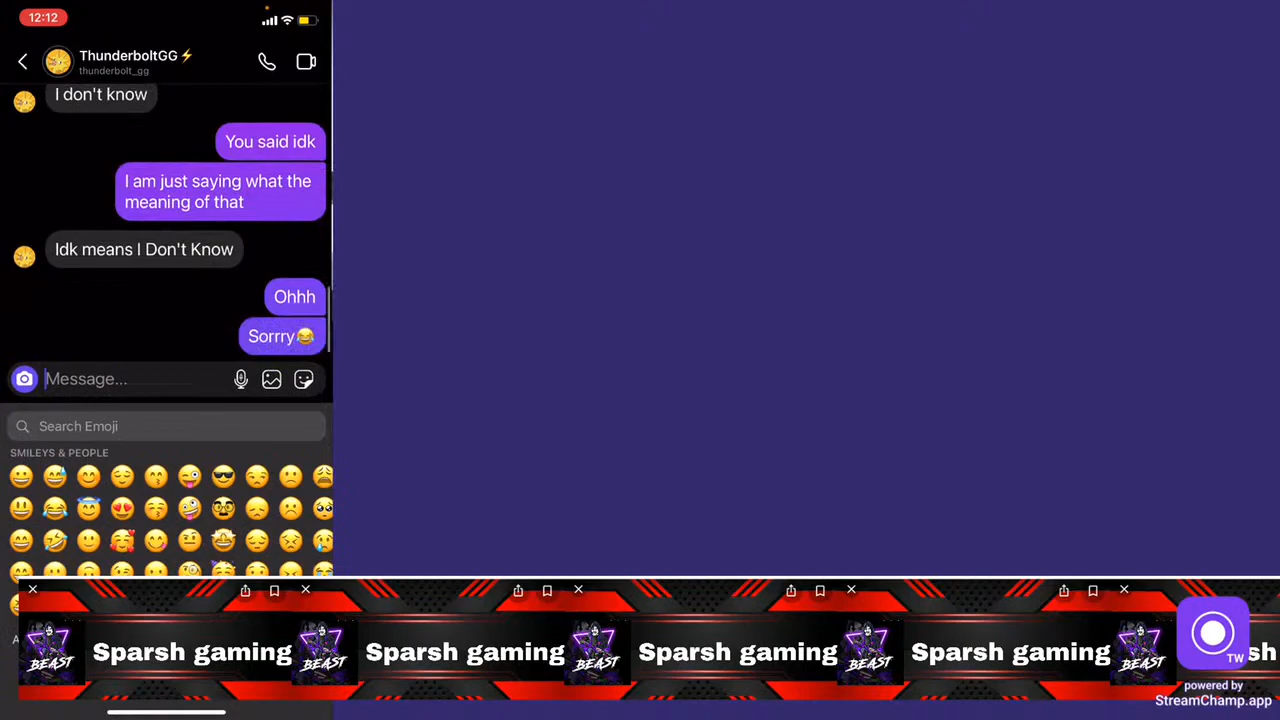 12:12
ThunderboltGG⚡
thunderbolt_gg
I don't know
You said idk
I am just saying what the
meaning of that
Idk means I Don't Know
Ohhh
Sorrry😂
Message...
Search Emoji
SMILEYS & PEOPLE
Sparsh gaming BEAST Sparsh gaming BEAST Sparsh gaming BEAST Sparsh gaming BEAST
BEAST
TW
powered by
StreamChamp.app